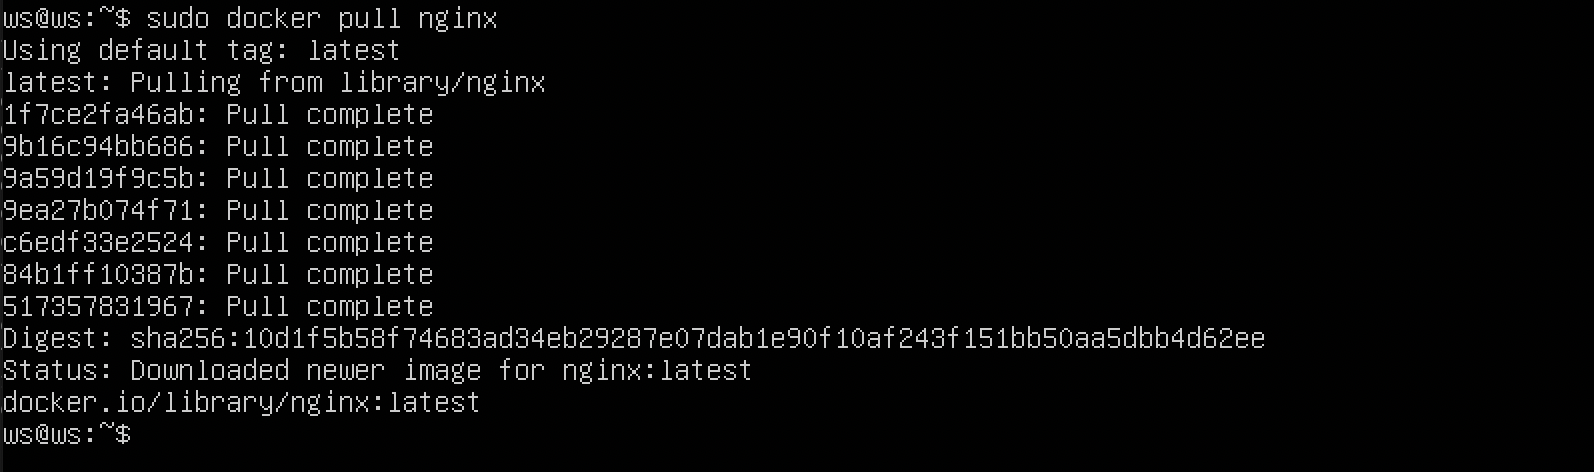 ws@ws:~$ sudo docker pull nginx
Using default tag: latest
latest: Pulling from library/nginx
1f7ce2fa46ab: Pull complete
9b16c94bb686: Pull complete
9a59d19f9c5b: Pull complete
9ea27b074f71: Pull complete
c6edf33e2524: Pull complete
84b1ff10387b: Pull complete
517357831967: Pull complete
Digest: sha256:10d1f5b58f74683ad34eb29287e07dab1e90f10af243f151bb50aa5dbb4d62ee
Status: Downloaded newer image for nginx:latest
docker.io/library/nginx:latest
ws@ws:~$